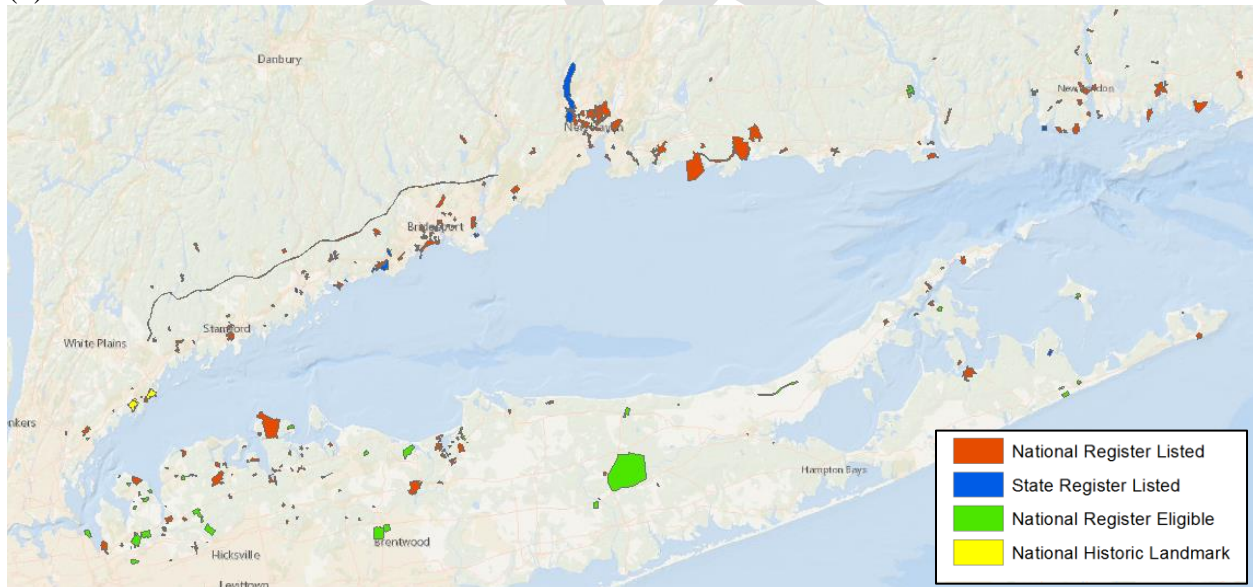 Danbury
New London
New Haven
Bridgeport
Stamford
White Plains
nkers
Hampton Bays
Brentwood
Hicksville
Levittown
National Register Listed
State Register Listed
National Register Eligible
National Historic Landmark